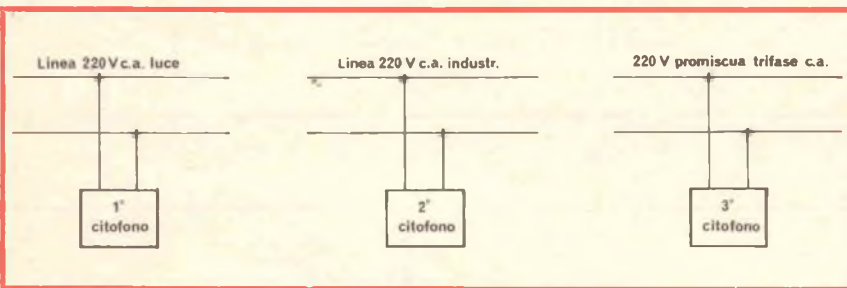 Linea 220 V c.a. luce
Linea 220 V c.a. industr.
220 V promiscua trifase c.a.
1°
citofono
2°
citofono
3°
citofono